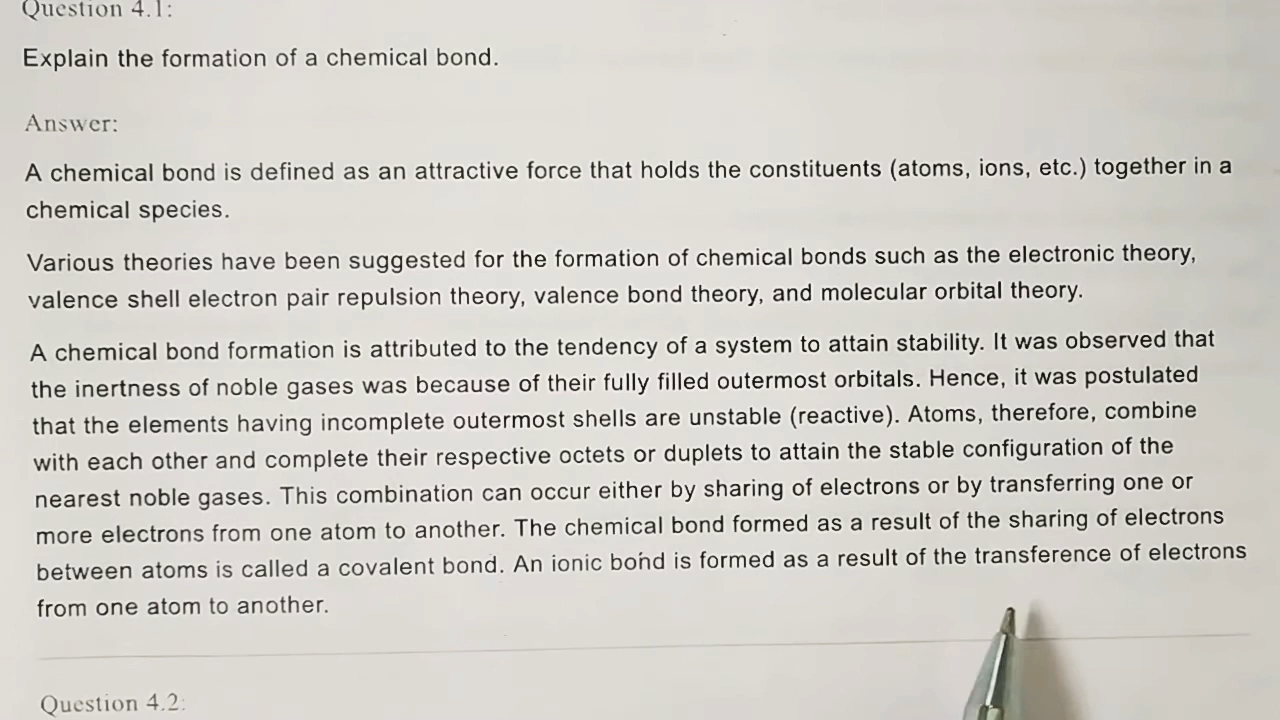 Question 4.1:
Explain the formation of a chemical bond.
Answer:
A chemical bond is defined as an attractive force that holds the constituents (atoms, ions, etc.) together in a
chemical species.
Various theories have been suggested for the formation of chemical bonds such as the electronic theory,
valence shell electron pair repulsion theory, valence bond theory, and molecular orbital theory.
A chemical bond formation is attributed to the tendency of a system to attain stability. It was observed that
the inertness of noble gases was because of their fully filled outermost orbitals. Hence, it was postulated
that the elements having incomplete outermost shells are unstable (reactive). Atoms, therefore, combine
with each other and complete their respective octets or duplets to attain the stable configuration of the
nearest noble gases. This combination can occur either by sharing of electrons or by transferring one or
more electrons from one atom to another. The chemical bond formed as a result of the sharing of electrons
between atoms is called a covalent bond. An ionic bond is formed as a result of the transference of electrons
from one atom to another.
Question 4.2: